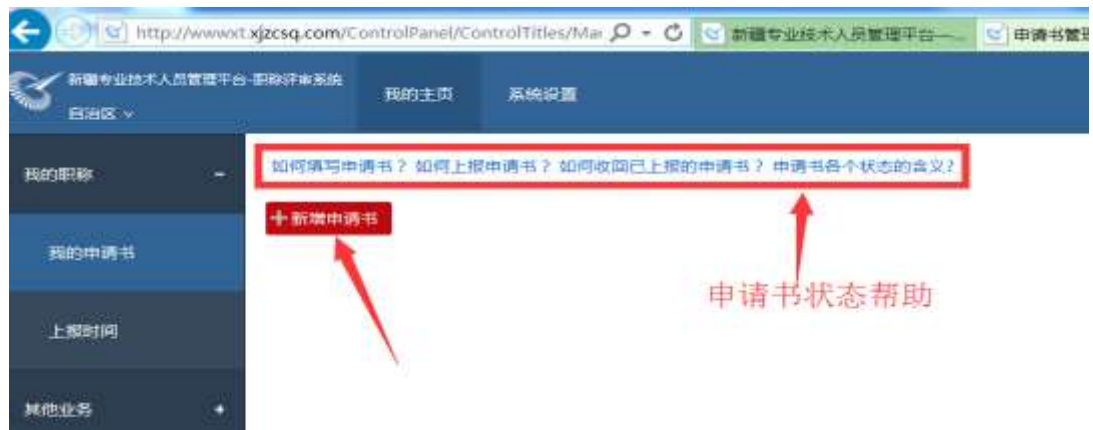 http://wwwxt.xjzcsq.com/ControlPanel/ControlTitles/Mai
新疆专业技术人员管理平台—...
申请书管理
新疆专业技术人员管理平台-职称评审系统
自治区
我的主页
系统设置
我的职称
如何填写申请书？ 如何上报申请书？ 如何收回已上报的申请书？ 申请书各个状态的含义？
新增申请书
我的申请书
申请书状态帮助
上报时间
其他业务